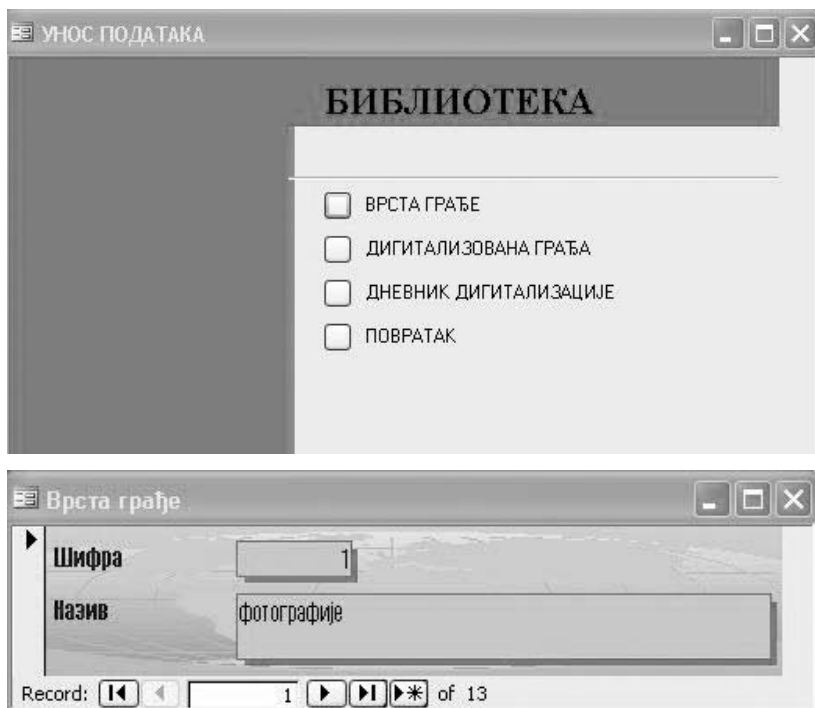 УНОС ПОДАТАКА
БИБЛИОТЕКА
ВРСТА ГРАЂЕ
ДИГИТАЛИЗОВАНА ГРАЂА
ДНЕВНИК ДИГИТАЛИЗАЦИЈЕ
ПОВРАТАК
Врста грађе
Шифра 1
Назив фотографије
Record: 1 of 13